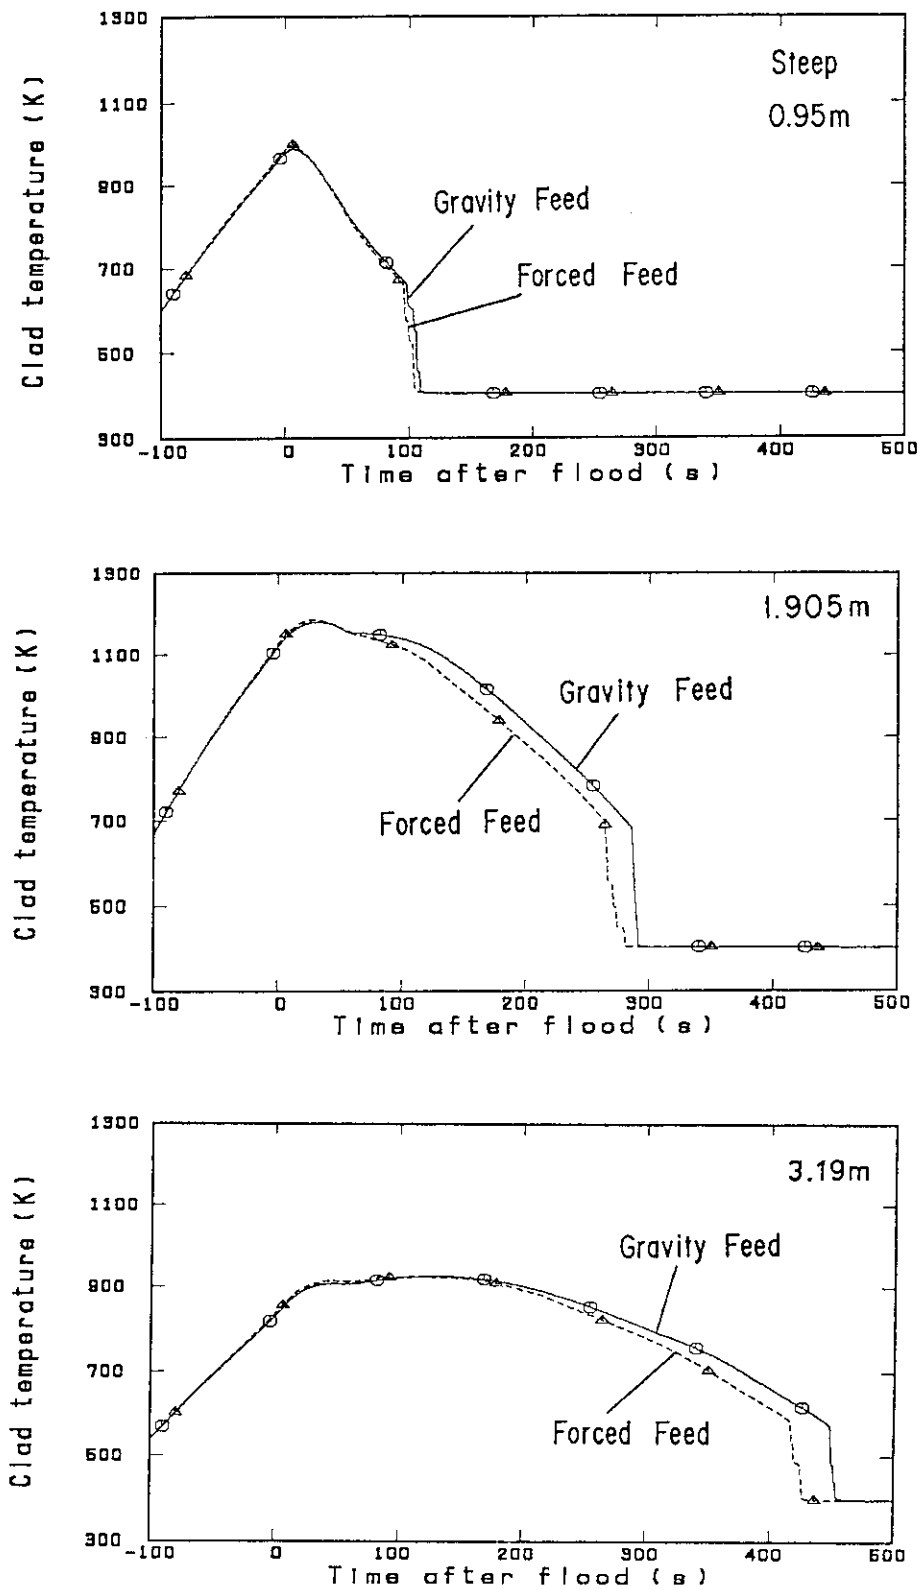 1300
Steep
1100
0.95m
900
Gravity Feed
700
Forced Feed
500
300
-100 0 100 200 300 400 500
Clad temperature (K)
Time after flood (s)
1300
1.905m
1100
900
Gravity Feed
700
Forced Feed
500
300
-100 0 100 200 300 400 500
Clad temperature (K)
Time after flood (s)
1300
3.19m
1100
Gravity Feed
900
700
Forced Feed
500
300
-100 0 100 200 300 400 500
Clad temperature (K)
Time after flood (s)